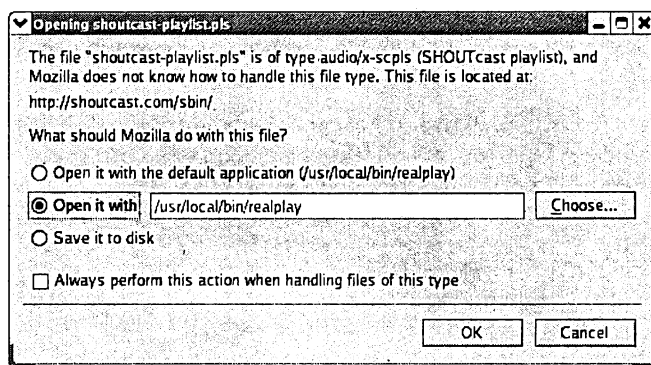 Opening shoutcast-playlist.pls
The file "shoutcast-playlist.pls" is of type audio/x-scpls (SHOUTcast playlist), and
Mozilla does not know how to handle this file type. This file is located at:
http://shoutcast.com/sbin/
What should Mozilla do with this file?
Open it with the default application (/usr/local/bin/realplay)
Open it with /usr/local/bin/realplay Choose...
Save it to disk
Always perform this action when handling files of this type
OK Cancel